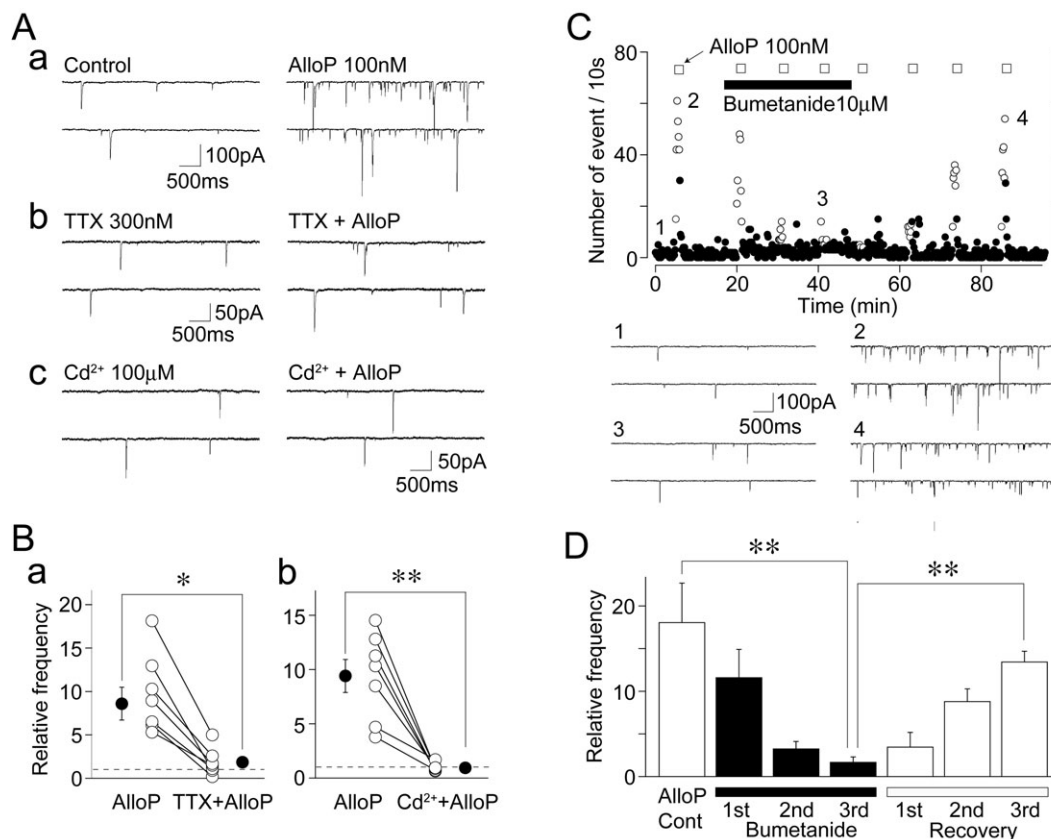 A
a
Control
AlloP 100nM
100pA
500ms
b
TTX 300nM
TTX + AlloP
50pA
500ms
c
Cd²⁺ 100μM
Cd²⁺ + AlloP
50pA
500ms
B
a
*
Relative frequency
20
15
10
5
0
AlloP TTX+AlloP
b
**
15
10
5
0
AlloP Cd²⁺+AlloP
C
Number of event / 10s
80
40
0
AlloP 100nM
Bumetanide10μM
1
2
3
4
0 20 40 60 80
Time (min)
1
2
100pA
500ms
3
4
D
** **
Relative frequency
20
10
0
AlloP
Cont
1st 2nd 3rd 1st 2nd 3rd
Bumetanide Recovery